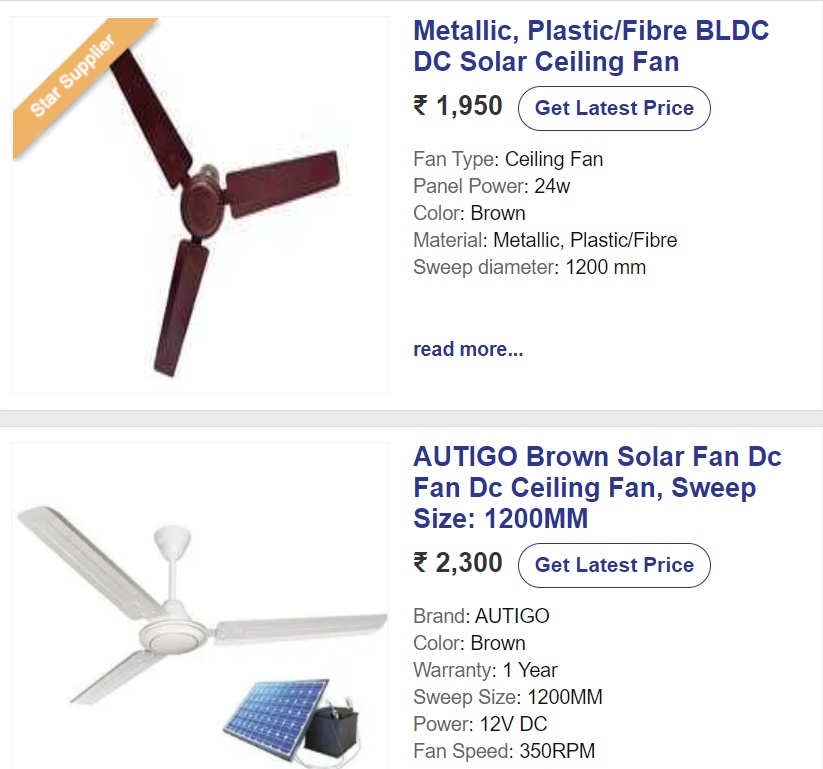 Star Supplier
Metallic, Plastic/Fibre BLDC
DC Solar Ceiling Fan
₹ 1,950 Get Latest Price
Fan Type: Ceiling Fan
Panel Power: 24w
Color: Brown
Material: Metallic, Plastic/Fibre
Sweep diameter: 1200 mm
read more...
AUTIGO Brown Solar Fan Dc
Fan Dc Ceiling Fan, Sweep
Size: 1200MM
₹ 2,300 Get Latest Price
Brand: AUTIGO
Color: Brown
Warranty: 1 Year
Sweep Size: 1200MM
Power: 12V DC
Fan Speed: 350RPM